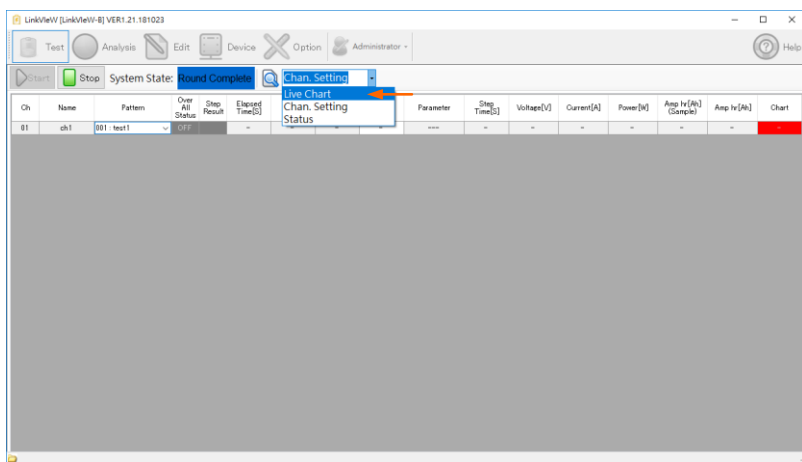 LinkVIeW [LinkVIeW-B] VER1.21.181023
Test Analysis Edit Device Option Administrator Help
Start Stop System State: Round Complete Chan. Setting
Live Chart
Chan. Setting
Status
Ch Name Pattern Over All Status Step Result Elapsed Time[S] Parameter Step Time[S] Voltage[V] Current[A] Power[W] Amp hr[Ah] (Sample) Amp hr[Ah] Chart
01 ch1 001 : test1 OFF - --- - - - - - - -